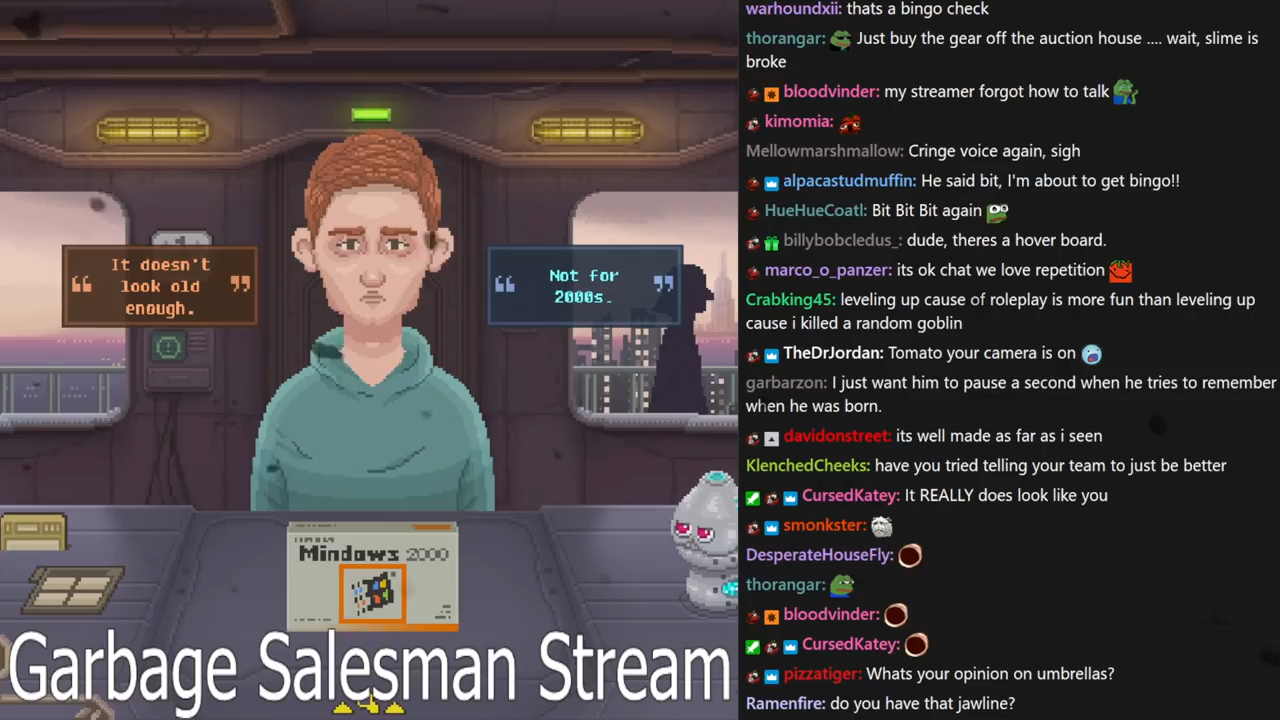 It doesn't
look old
enough.
Not for
2000s.
Mindows 2000
Garbage Salesman Stream
warhoundxii: thats a bingo check
thorangar: Just buy the gear off the auction house .... wait, slime is
broke
bloodvinder: my streamer forgot how to talk
kimomia:
Mellowmarshmallow: Cringe voice again, sigh
alpacastudmuffin: He said bit, I'm about to get bingo!!
HueHueCoatl: Bit Bit Bit again
billybobcledus_: dude, theres a hover board.
marco_o_panzer: its ok chat we love repetition
Crabking45: leveling up cause of roleplay is more fun than leveling up
cause i killed a random goblin
TheDrJordan: Tomato your camera is on
garbarzon: I just want him to pause a second when he tries to remember
when he was born.
davidonstreet: its well made as far as i seen
KlenchedCheeks: have you tried telling your team to just be better
CursedKatey: It REALLY does look like you
smonkster:
DesperateHouseFly:
thorangar:
bloodvinder:
CursedKatey:
pizzatiger: Whats your opinion on umbrellas?
Ramenfire: do you have that jawline?